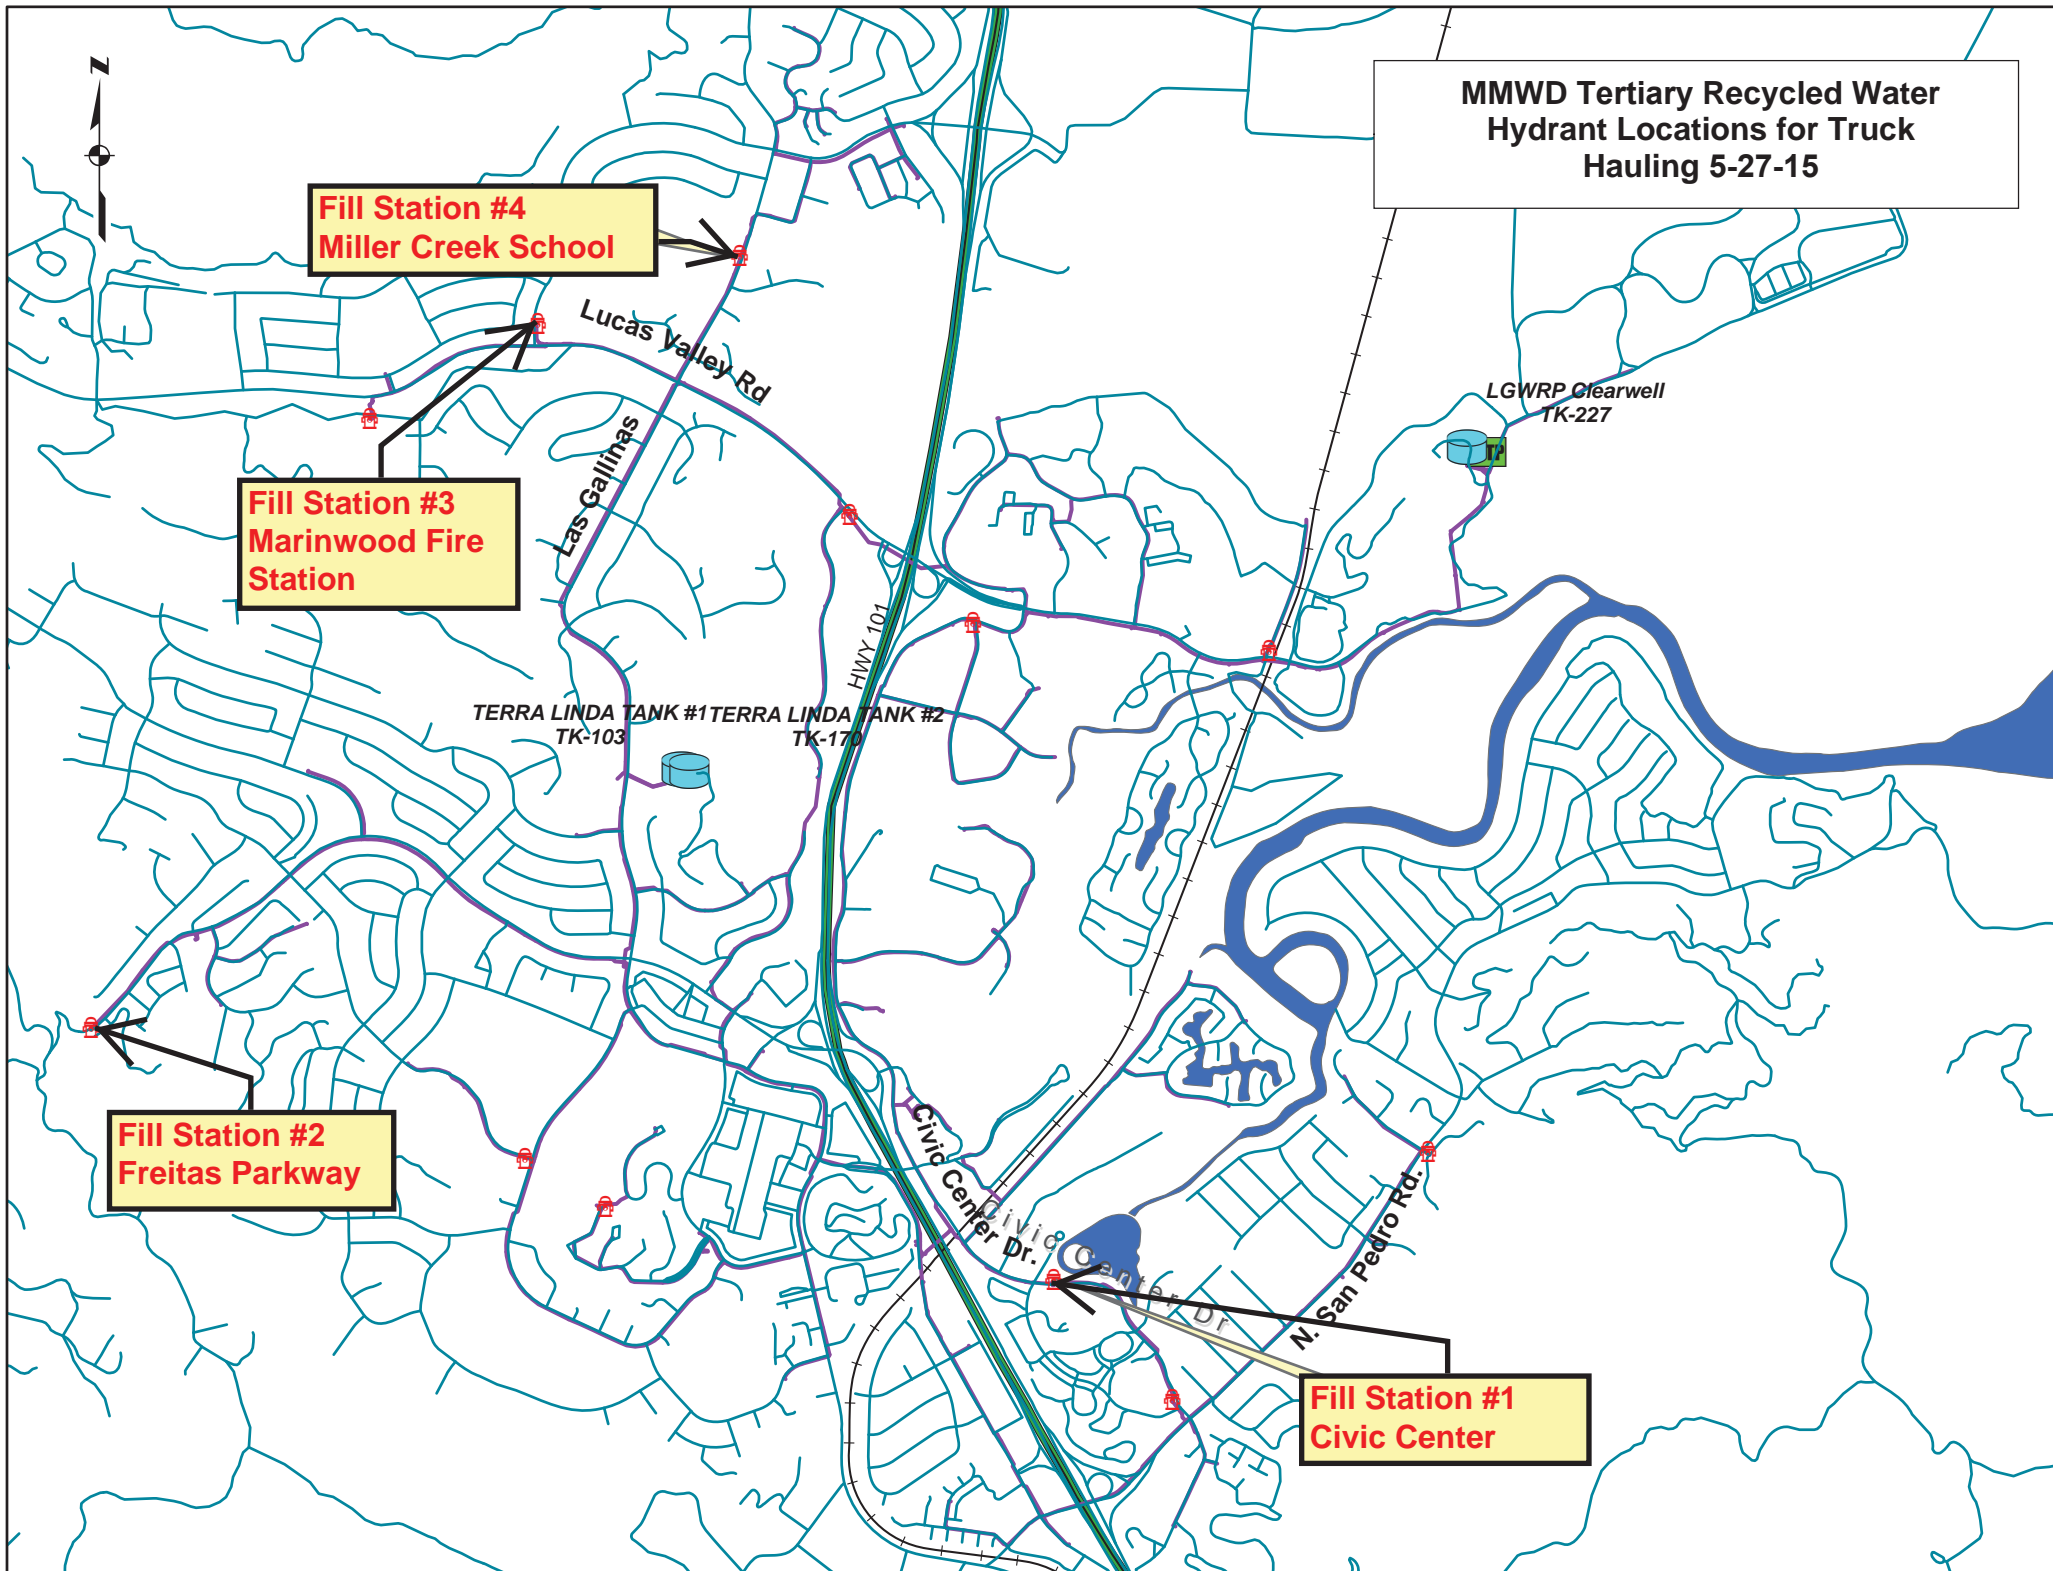 z
MMWD Tertiary Recycled Water
Hydrant Locations for Truck
Hauling 5-27-15
Fill Station #4
Miller Creek School
Lucas Valley Rd
LGWRP Clearwell
TK-227
TP
Las Gallinas
Fill Station #3
Marinwood Fire
Station
HWY 101
TERRA LINDA TANK #1
TK-103
TERRA LINDA TANK #2
TK-170
Fill Station #2
Freitas Parkway
Civic Center Dr.
Civic Center Dr
N. San Pedro Rd.
Fill Station #1
Civic Center